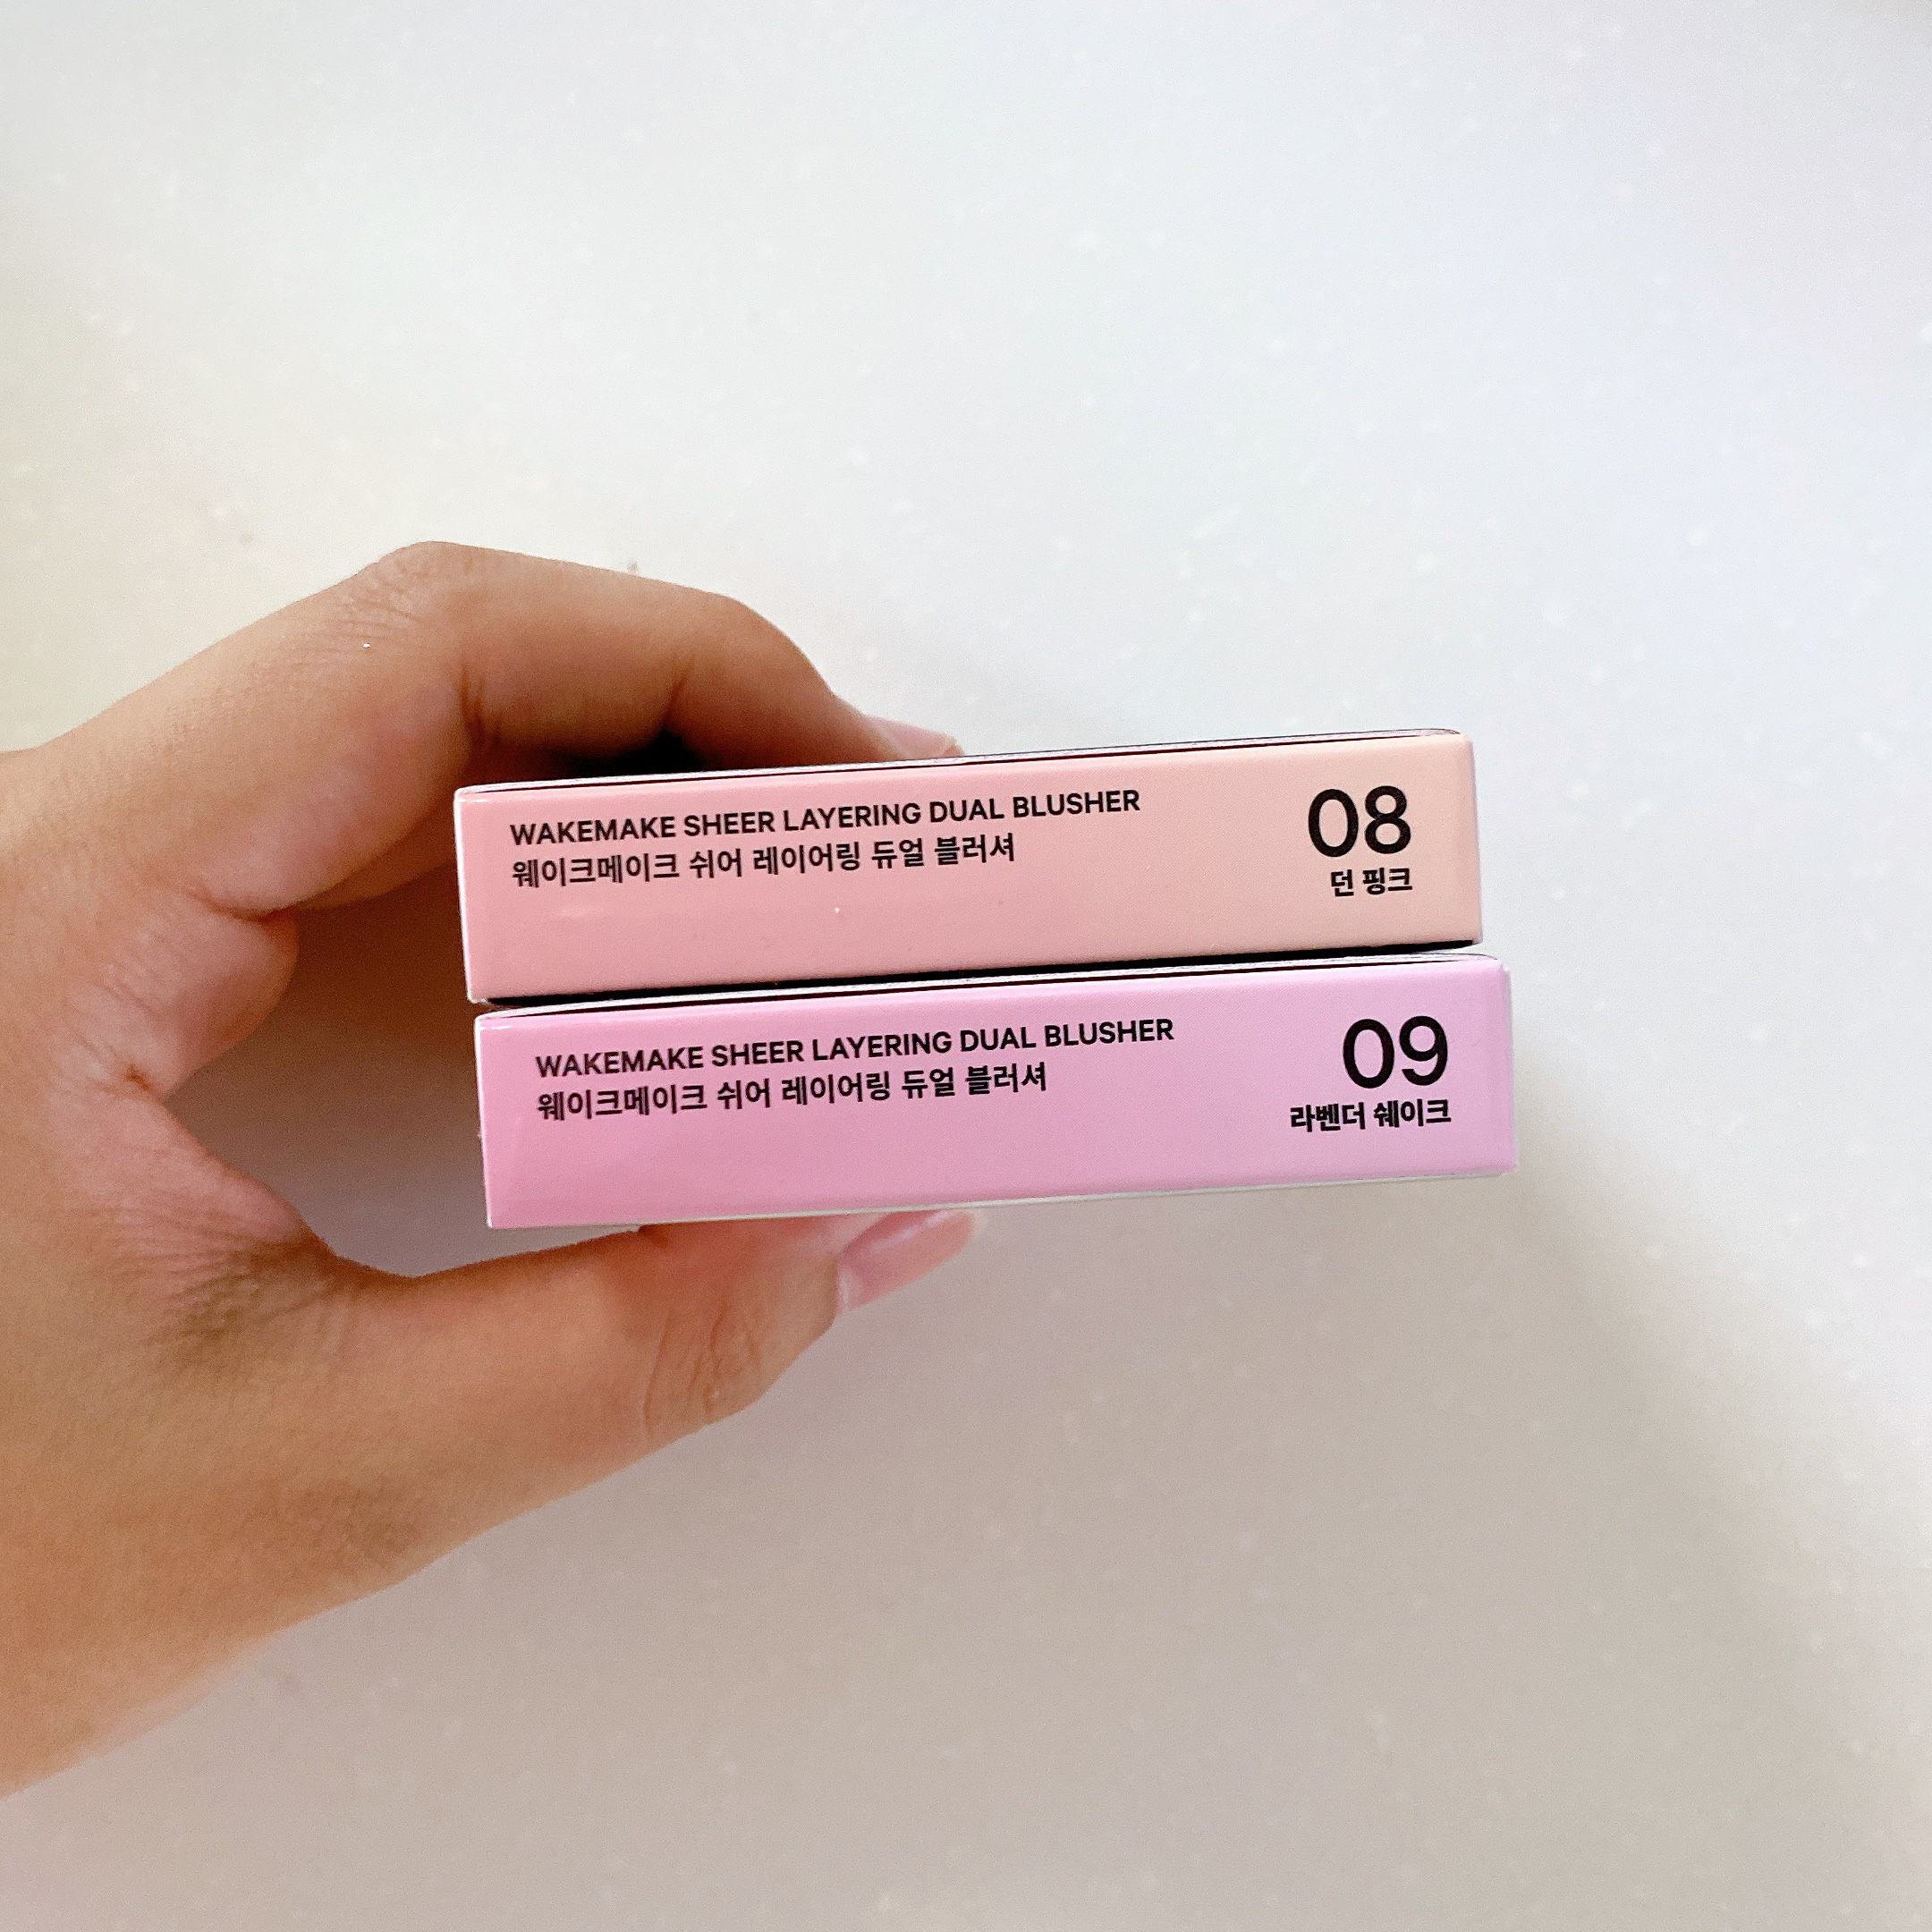 WAKEMAKE SHEER LAYERING DUAL BLUSHER
웨이크메이크 쉬어 레이어링 듀얼 블러셔
08
던 핑크
WAKEMAKE SHEER LAYERING DUAL BLUSHER
웨이크메이크 쉬어 레이어링 듀얼 블러셔
09
라벤더 쉐이크